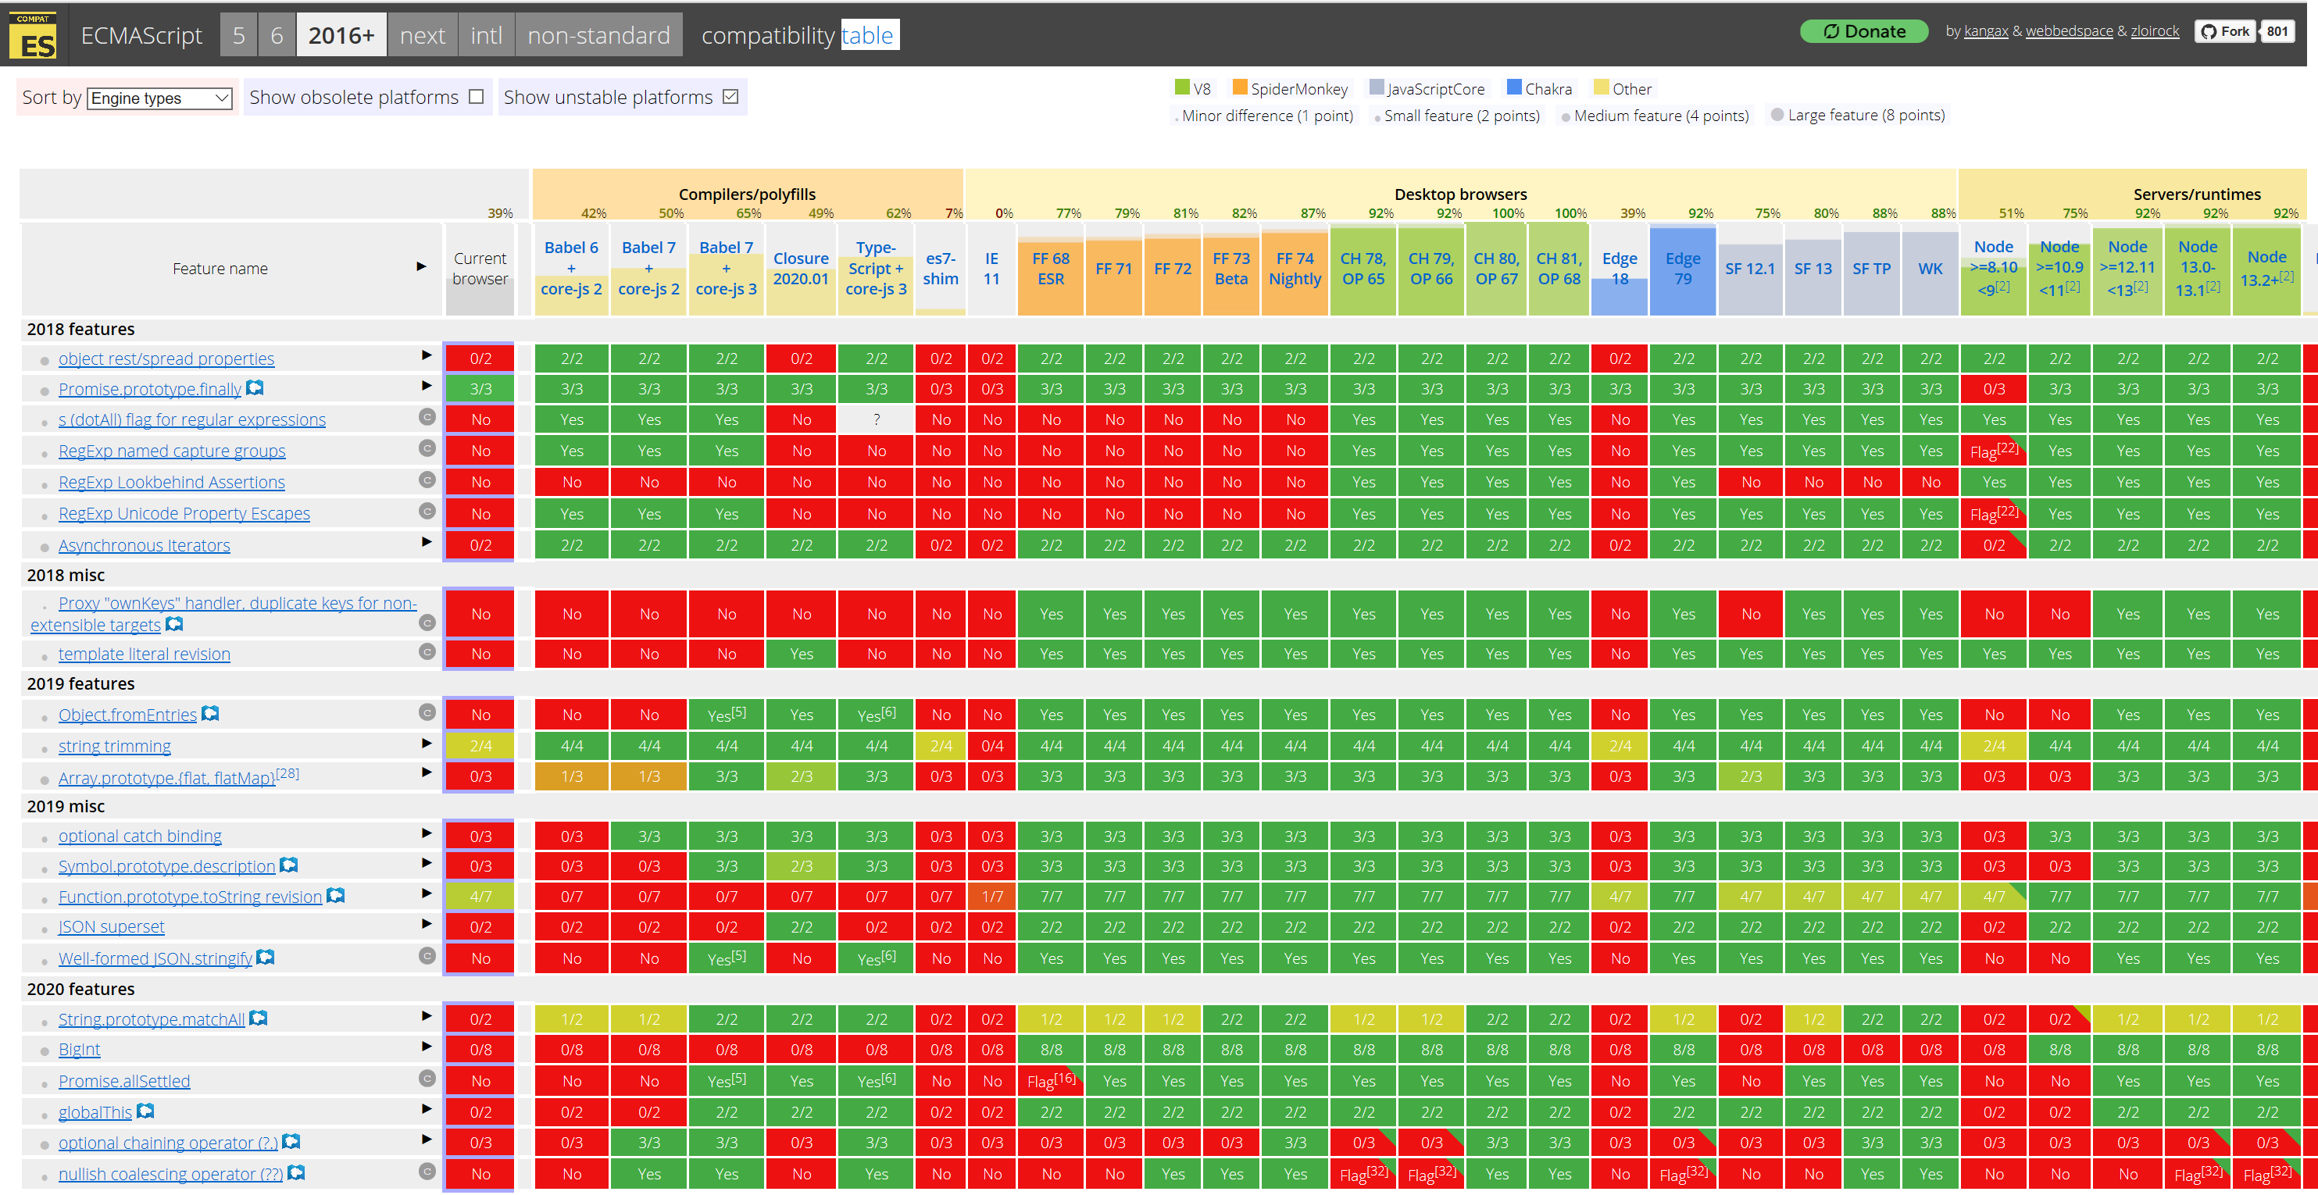 COMPAT
ES
ECMAScript 5 6 2016+ next intl non-standard compatibility table
Donate by kangax & webbedspace & zloirock Fork 801
Sort by Engine types Show obsolete platforms Show unstable platforms
V8 SpiderMonkey JavaScriptCore Chakra Other
Minor difference (1 point) Small feature (2 points) Medium feature (4 points) Large feature (8 points)
Compilers/polyfills Desktop browsers Servers/runtimes
39% 42% 50% 65% 49% 62% 7% 0% 77% 79% 81% 82% 87% 92% 92% 100% 100% 39% 92% 75% 80% 88% 88% 51% 75% 92% 92% 92%
Feature name Current browser Babel 6 + core-js 2 Babel 7 + core-js 2 Babel 7 + core-js 3 Closure 2020.01 Type-Script + core-js 3 es7-shim IE 11 FF 68 ESR FF 71 FF 72 FF 73 Beta FF 74 Nightly CH 78, OP 65 CH 79, OP 66 CH 80, OP 67 CH 81, OP 68 Edge 18 Edge 79 SF 12.1 SF 13 SF TP WK Node >=8.10 <9[2] Node >=10.9 <11[2] Node >=12.11 <13[2] Node 13.0-13.1[2] Node 13.2+[2]
2018 features
object rest/spread properties 0/2 2/2 2/2 2/2 0/2 2/2 0/2 0/2 2/2 2/2 2/2 2/2 2/2 2/2 2/2 2/2 2/2 0/2 2/2 2/2 2/2 2/2 2/2 2/2 2/2 2/2 2/2 2/2
Promise.prototype.finally 3/3 3/3 3/3 3/3 3/3 3/3 0/3 0/3 3/3 3/3 3/3 3/3 3/3 3/3 3/3 3/3 3/3 3/3 3/3 3/3 3/3 3/3 3/3 0/3 3/3 3/3 3/3 3/3
s (dotAll) flag for regular expressions c No Yes Yes Yes No ? No No No No No No No Yes Yes Yes Yes No Yes Yes Yes Yes Yes Yes Yes Yes Yes Yes
RegExp named capture groups c No Yes Yes Yes No No No No No No No No No Yes Yes Yes Yes No Yes Yes Yes Yes Yes Flag[22] Yes Yes Yes Yes
RegExp Lookbehind Assertions c No No No No No No No No No No No No No Yes Yes Yes Yes No Yes No No No No Yes Yes Yes Yes Yes
RegExp Unicode Property Escapes c No Yes Yes Yes No No No No No No No No No Yes Yes Yes Yes No Yes Yes Yes Yes Yes Flag[22] Yes Yes Yes Yes
Asynchronous Iterators 0/2 2/2 2/2 2/2 2/2 2/2 0/2 0/2 2/2 2/2 2/2 2/2 2/2 2/2 2/2 2/2 2/2 0/2 2/2 2/2 2/2 2/2 2/2 0/2 2/2 2/2 2/2 2/2
2018 misc
Proxy "ownKeys" handler, duplicate keys for non-
extensible targets c No No No No No No No No Yes Yes Yes Yes Yes Yes Yes Yes Yes No Yes No Yes Yes Yes No No Yes Yes Yes
template literal revision c No No No No Yes No No No Yes Yes Yes Yes Yes Yes Yes Yes Yes No Yes Yes Yes Yes Yes Yes Yes Yes Yes Yes
2019 features
Object.fromEntries c No No No Yes[5] Yes Yes[6] No No Yes Yes Yes Yes Yes Yes Yes Yes Yes No Yes Yes Yes Yes Yes No No Yes Yes Yes
string trimming 2/4 4/4 4/4 4/4 4/4 4/4 2/4 0/4 4/4 4/4 4/4 4/4 4/4 4/4 4/4 4/4 4/4 2/4 4/4 4/4 4/4 4/4 4/4 2/4 4/4 4/4 4/4 4/4
Array.prototype.{flat, flatMap}[28] 0/3 1/3 1/3 3/3 2/3 3/3 0/3 0/3 3/3 3/3 3/3 3/3 3/3 3/3 3/3 3/3 3/3 0/3 3/3 2/3 3/3 3/3 3/3 0/3 0/3 3/3 3/3 3/3
2019 misc
optional catch binding 0/3 0/3 3/3 3/3 3/3 3/3 0/3 0/3 3/3 3/3 3/3 3/3 3/3 3/3 3/3 3/3 3/3 0/3 3/3 3/3 3/3 3/3 3/3 0/3 3/3 3/3 3/3 3/3
Symbol.prototype.description 0/3 0/3 0/3 3/3 2/3 3/3 0/3 0/3 3/3 3/3 3/3 3/3 3/3 3/3 3/3 3/3 3/3 0/3 3/3 3/3 3/3 3/3 3/3 0/3 0/3 3/3 3/3 3/3
Function.prototype.toString revision 4/7 0/7 0/7 0/7 0/7 0/7 0/7 1/7 7/7 7/7 7/7 7/7 7/7 7/7 7/7 7/7 7/7 4/7 7/7 4/7 4/7 4/7 4/7 4/7 7/7 7/7 7/7 7/7
JSON superset 0/2 0/2 0/2 0/2 2/2 0/2 0/2 0/2 2/2 2/2 2/2 2/2 2/2 2/2 2/2 2/2 2/2 0/2 2/2 2/2 2/2 2/2 2/2 0/2 2/2 2/2 2/2 2/2
Well-formed JSON.stringify c No No No Yes[5] No Yes[6] No No Yes Yes Yes Yes Yes Yes Yes Yes Yes No Yes Yes Yes Yes Yes No No Yes Yes Yes
2020 features
String.prototype.matchAll 0/2 1/2 1/2 2/2 2/2 2/2 0/2 0/2 1/2 1/2 1/2 2/2 2/2 1/2 1/2 2/2 2/2 0/2 1/2 0/2 1/2 2/2 2/2 0/2 0/2 1/2 1/2 1/2
BigInt 0/8 0/8 0/8 0/8 0/8 0/8 0/8 0/8 8/8 8/8 8/8 8/8 8/8 8/8 8/8 8/8 8/8 0/8 8/8 0/8 0/8 0/8 0/8 0/8 8/8 8/8 8/8 8/8
Promise.allSettled c No No No Yes[5] Yes Yes[6] No No Flag[16] Yes Yes Yes Yes Yes Yes Yes Yes No Yes No Yes Yes Yes No No Yes Yes Yes
globalThis 0/2 0/2 0/2 2/2 2/2 2/2 0/2 0/2 2/2 2/2 2/2 2/2 2/2 2/2 2/2 2/2 2/2 0/2 2/2 2/2 2/2 2/2 2/2 0/2 0/2 2/2 2/2 2/2
optional chaining operator (?.) 0/3 0/3 3/3 3/3 0/3 3/3 0/3 0/3 0/3 0/3 0/3 0/3 3/3 0/3 0/3 3/3 3/3 0/3 0/3 0/3 0/3 3/3 3/3 0/3 0/3 0/3 0/3 0/3
nullish coalescing operator (??) c No No Yes Yes No Yes No No No No Yes Yes Yes Flag[32] Flag[32] Yes Yes No Flag[32] No No Yes Yes No No No Flag[32] Flag[32]